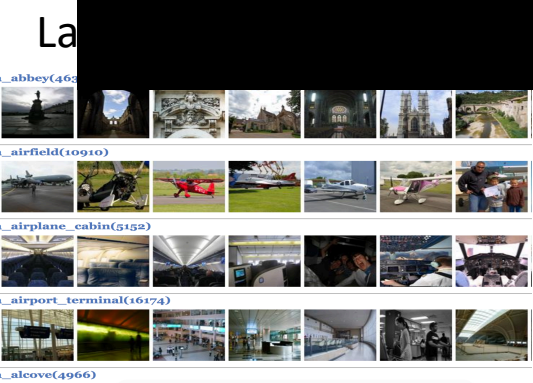 La
_abbey(463
_airfield(10910)
_airplane_cabin(5152)
_airport_terminal(16174)
_alcove(4966)